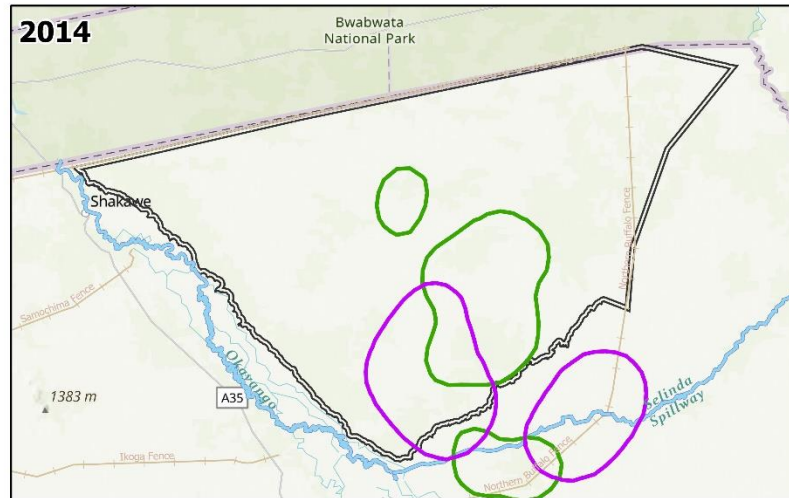 2014
Bwabwata
National Park
Shakawe
Northern Buffalo Fence
Samochima Fence
Okavango
1383 m
A35
Selinda
Spillway
Ikoga Fence
Northern Buffalo Fence